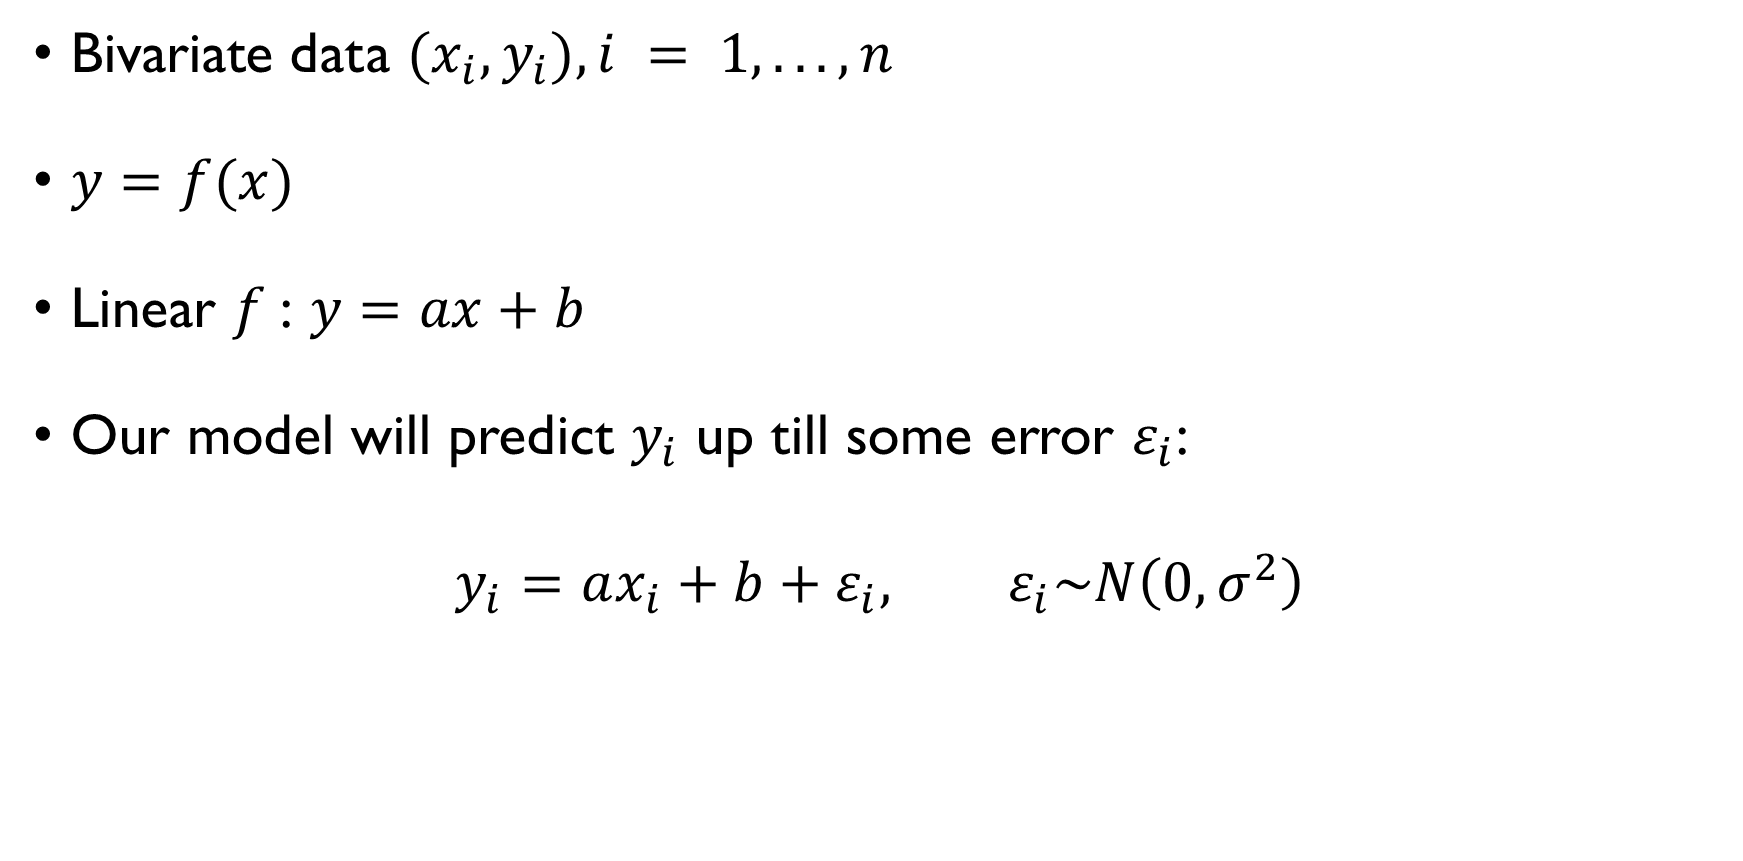 • Bivariate data (xᵢ, yᵢ), i = 1, . . . , n
• y = f(x)
• Linear f : y = ax + b
• Our model will predict yᵢ up till some error εᵢ:
yᵢ = axᵢ + b + εᵢ, εᵢ~N(0, σ²)